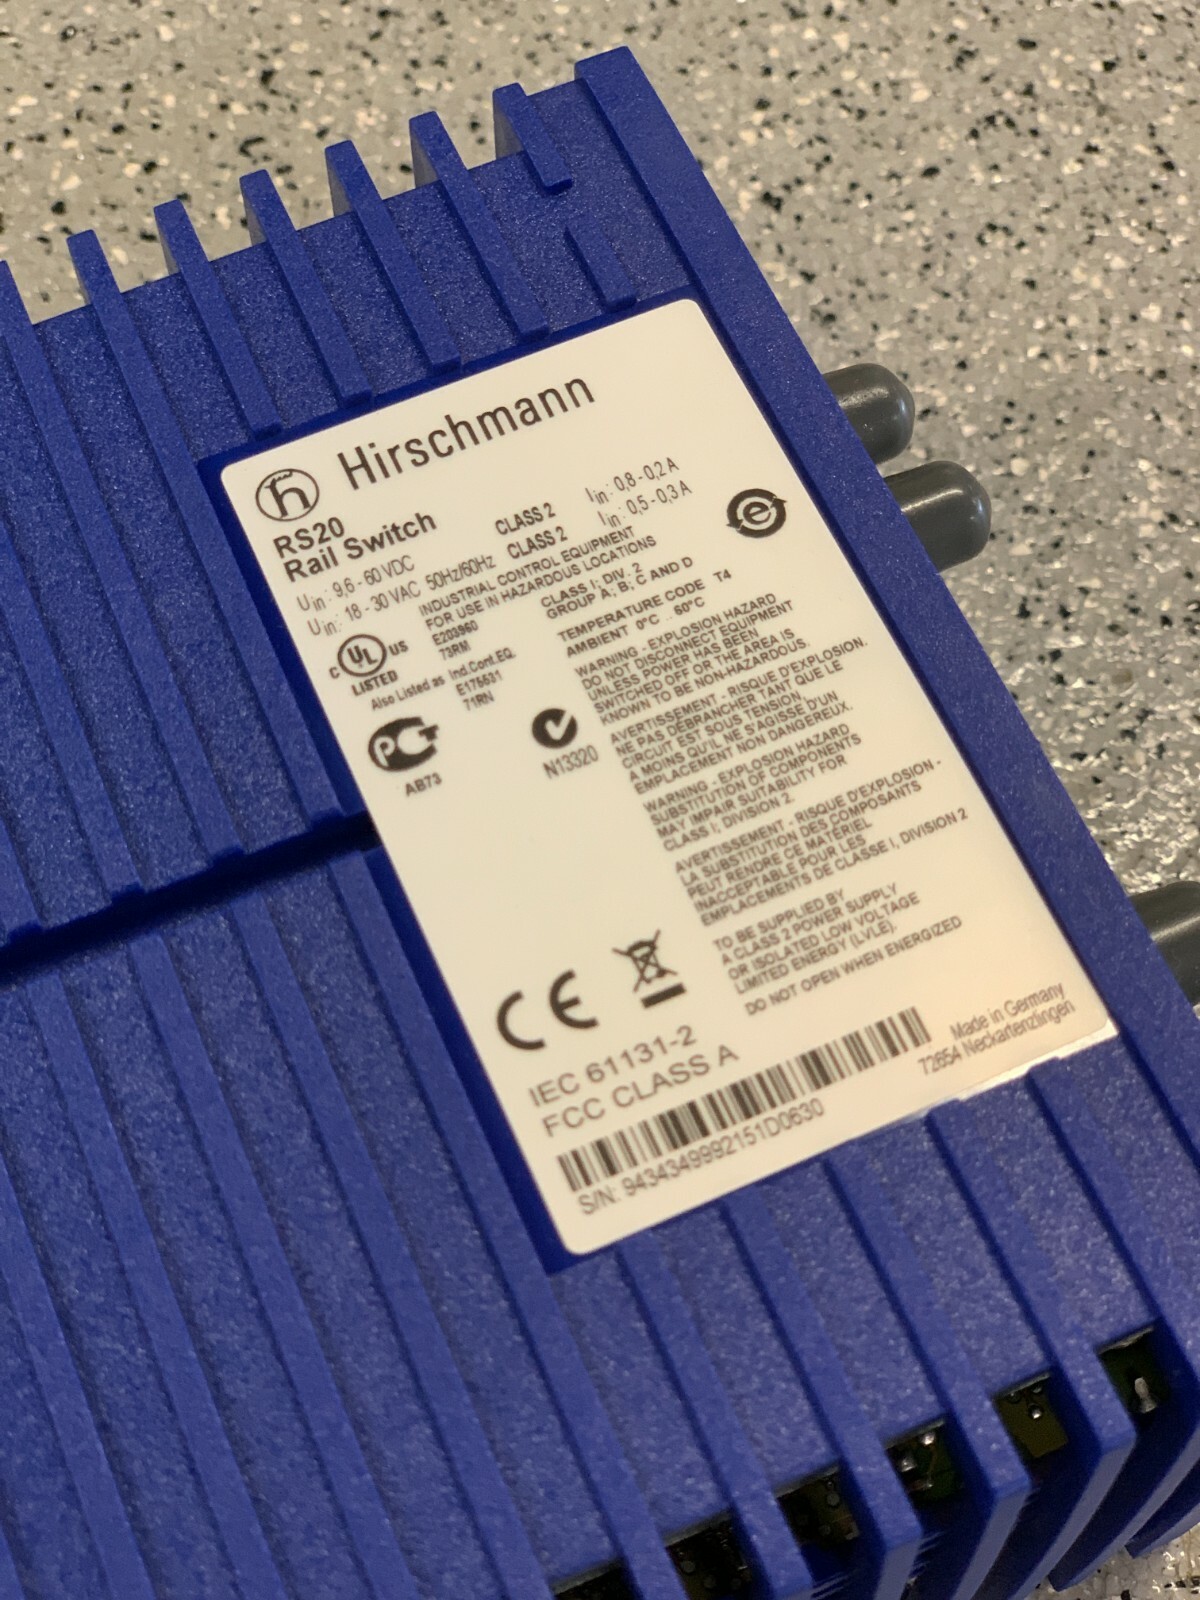 h Hirschmann
RS20
Rail Switch
Uin: 9,6 - 60 VDC CLASS 2 Iin: 0,8 - 0,2 A
Uin: 18 - 30 VAC 50Hz/60Hz CLASS 2 Iin: 0,5 - 0,3 A
INDUSTRIAL CONTROL EQUIPMENT
FOR USE IN HAZARDOUS LOCATIONS
E203960
73RM
C UL US
LISTED
Also Listed as Ind.Cont.EQ.
E175531
71RN
CLASS I; DIV. 2
GROUP A; B; C AND D
TEMPERATURE CODE T4
AMBIENT 0°C .. 60°C
e
PC
AB73
N13320
WARNING - EXPLOSION HAZARD
DO NOT DISCONNECT EQUIPMENT
UNLESS POWER HAS BEEN
SWITCHED OFF OR THE AREA IS
KNOWN TO BE NON-HAZARDOUS.
AVERTISSEMENT - RISQUE D'EXPLOSION.
NE PAS DÉBRANCHER TANT QUE LE
CIRCUIT EST SOUS TENSION,
A MOINS QU'IL NE S'AGISSE D'UN
EMPLACEMENT NON DANGEREUX.
WARNING - EXPLOSION HAZARD
SUBSTITUTION OF COMPONENTS
MAY IMPAIR SUITABILITY FOR
CLASS I; DIVISION 2.
AVERTISSEMENT - RISQUE D'EXPLOSION -
LA SUBSTITUTION DES COMPOSANTS
PEUT RENDRE CE MATÉRIEL
INACCEPTABLE POUR LES
EMPLACEMENTS DE CLASSE I, DIVISION 2
TO BE SUPPLIED BY
A CLASS 2 POWER SUPPLY
OR ISOLATED LOW VOLTAGE
LIMITED ENERGY (LVLE).
DO NOT OPEN WHEN ENERGIZED
CE
IEC 61131-2
FCC CLASS A
Made in Germany
72654 Neckartenzlingen
S/N: 9434349992151D0630